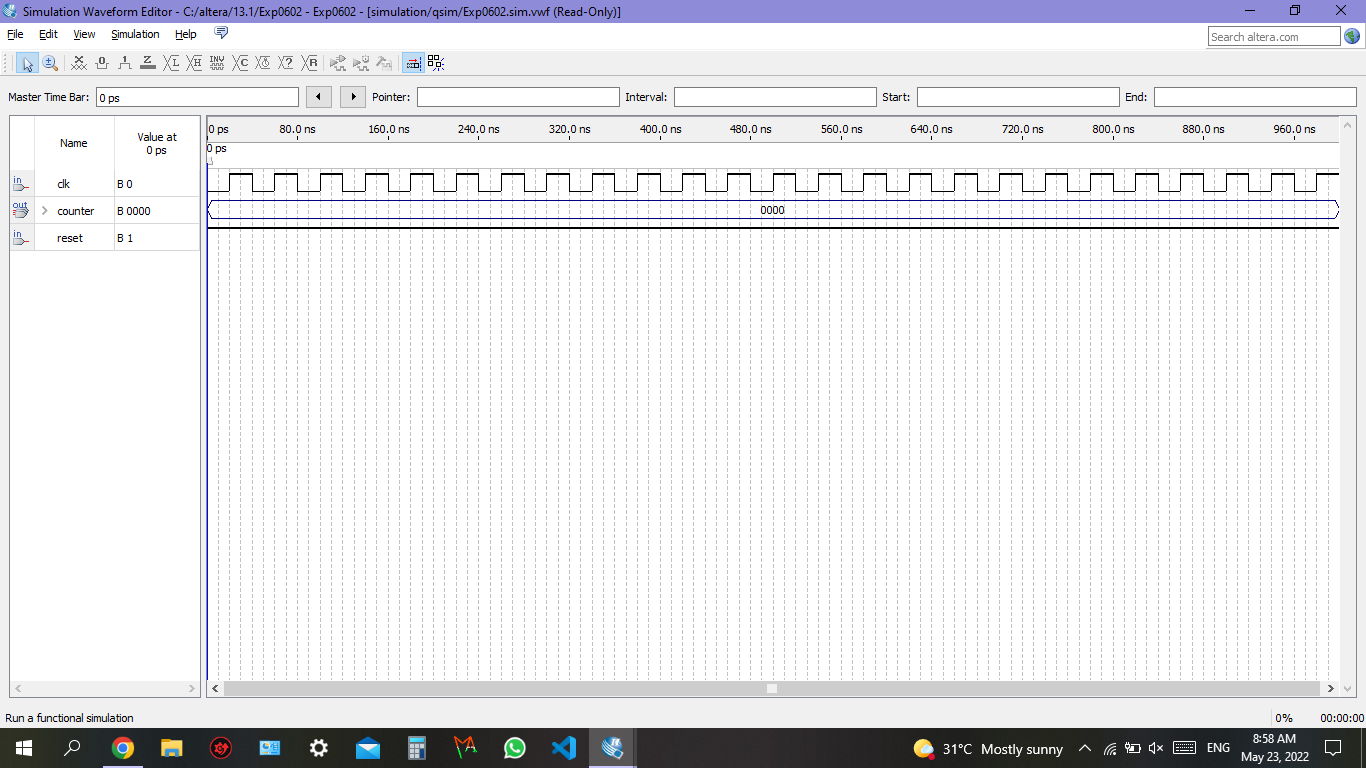 Simulation Waveform Editor - C:/altera/13.1/Exp0602 - Exp0602 - [simulation/qsim/Exp0602.sim.vwf (Read-Only)]
File Edit View Simulation Help
Search altera.com
Master Time Bar: 0 ps Pointer: Interval: Start: End:
Name Value at 0 ps
0 ps 80.0 ns 160.0 ns 240.0 ns 320.0 ns 400.0 ns 480.0 ns 560.0 ns 640.0 ns 720.0 ns 800.0 ns 880.0 ns 960.0 ns
0 ps
in clk B 0
out counter B 0000 0000
in reset B 1
Run a functional simulation 0% 00:00:00
31°C Mostly sunny ENG 8:58 AM
May 23, 2022